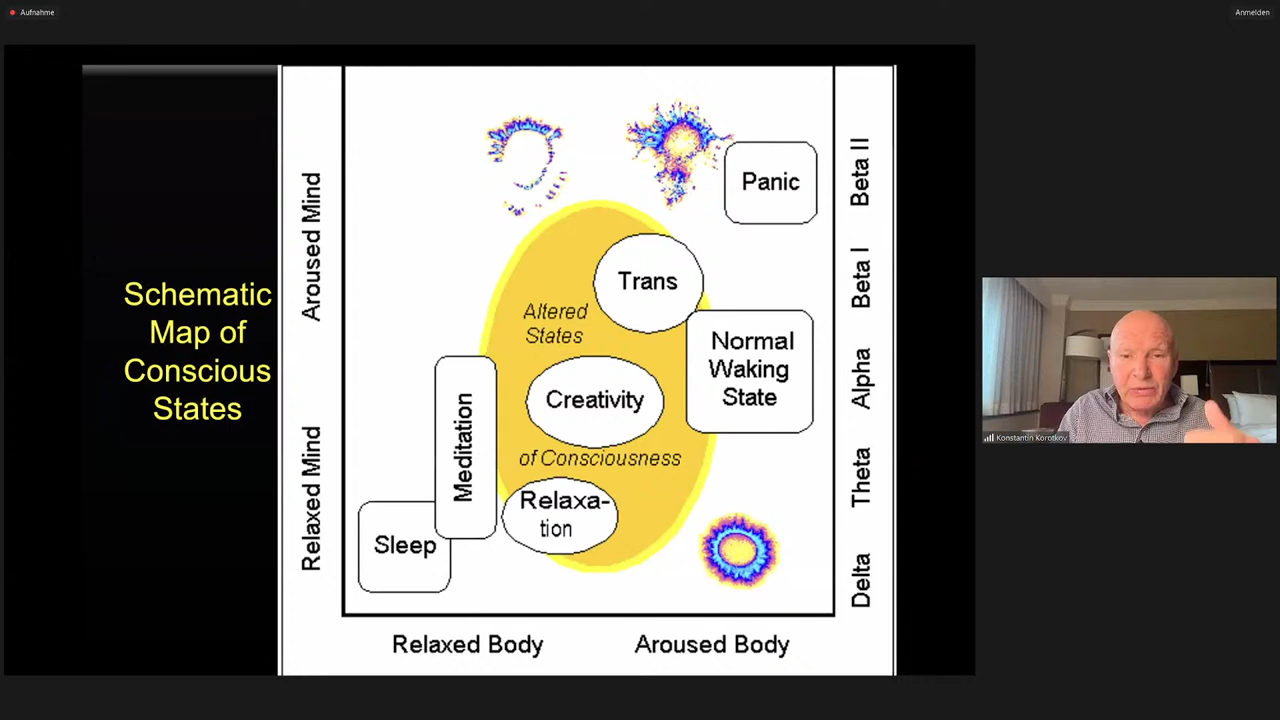 Aufnahme
Anmelden
Schematic
Map of
Conscious
States
Aroused Mind
Relaxed Mind
Panic
Trans
Altered
States
Normal
Waking
State
Creativity
of Consciousness
Meditation
Relaxa-
tion
Sleep
Beta II
Beta I
Alpha
Theta
Delta
Relaxed Body
Aroused Body
Konstantin Korotkov